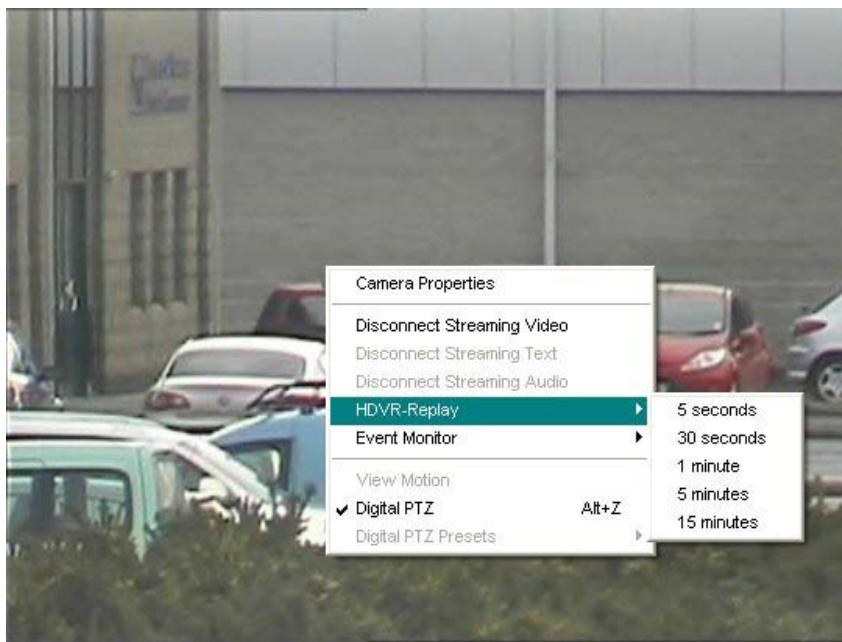 Camera Properties
Disconnect Streaming Video
Disconnect Streaming Text
Disconnect Streaming Audio
HDVR-Replay
Event Monitor
View Motion
Digital PTZ Alt+Z
Digital PTZ Presets
5 seconds
30 seconds
1 minute
5 minutes
15 minutes